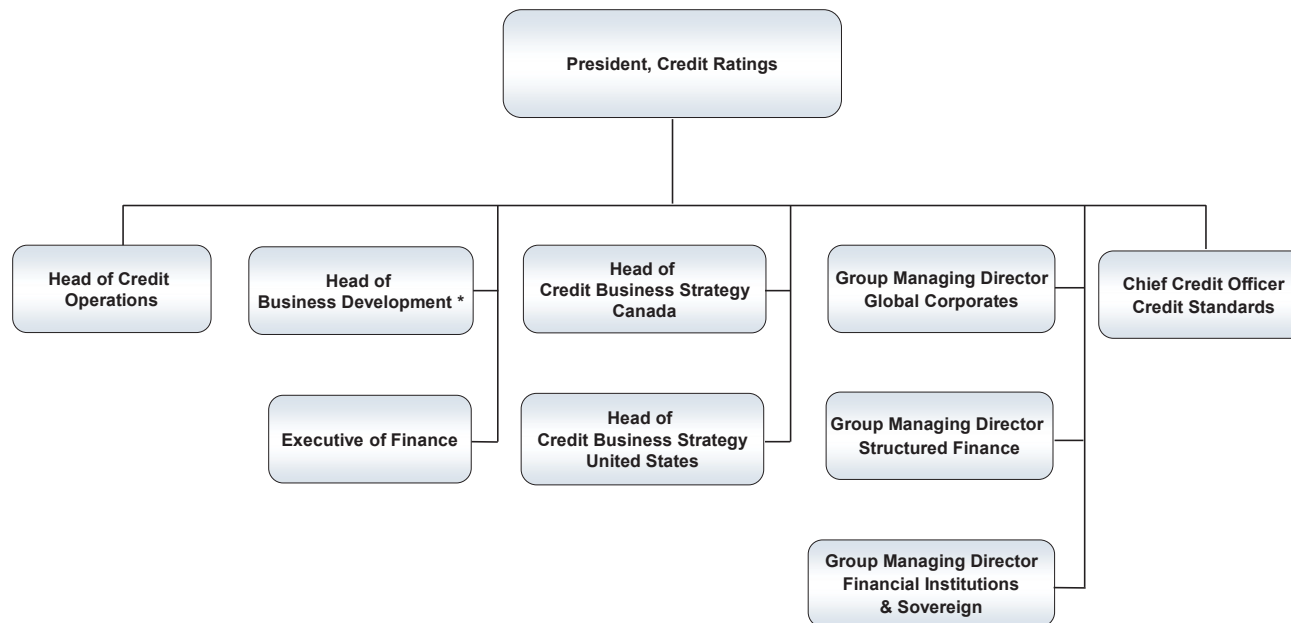 President, Credit Ratings
Head of Credit
Operations
Head of
Business Development *
Head of
Credit Business Strategy
Canada
Group Managing Director
Global Corporates
Chief Credit Officer
Credit Standards
Executive of Finance
Head of
Credit Business Strategy
United States
Group Managing Director
Structured Finance
Group Managing Director
Financial Institutions
& Sovereign